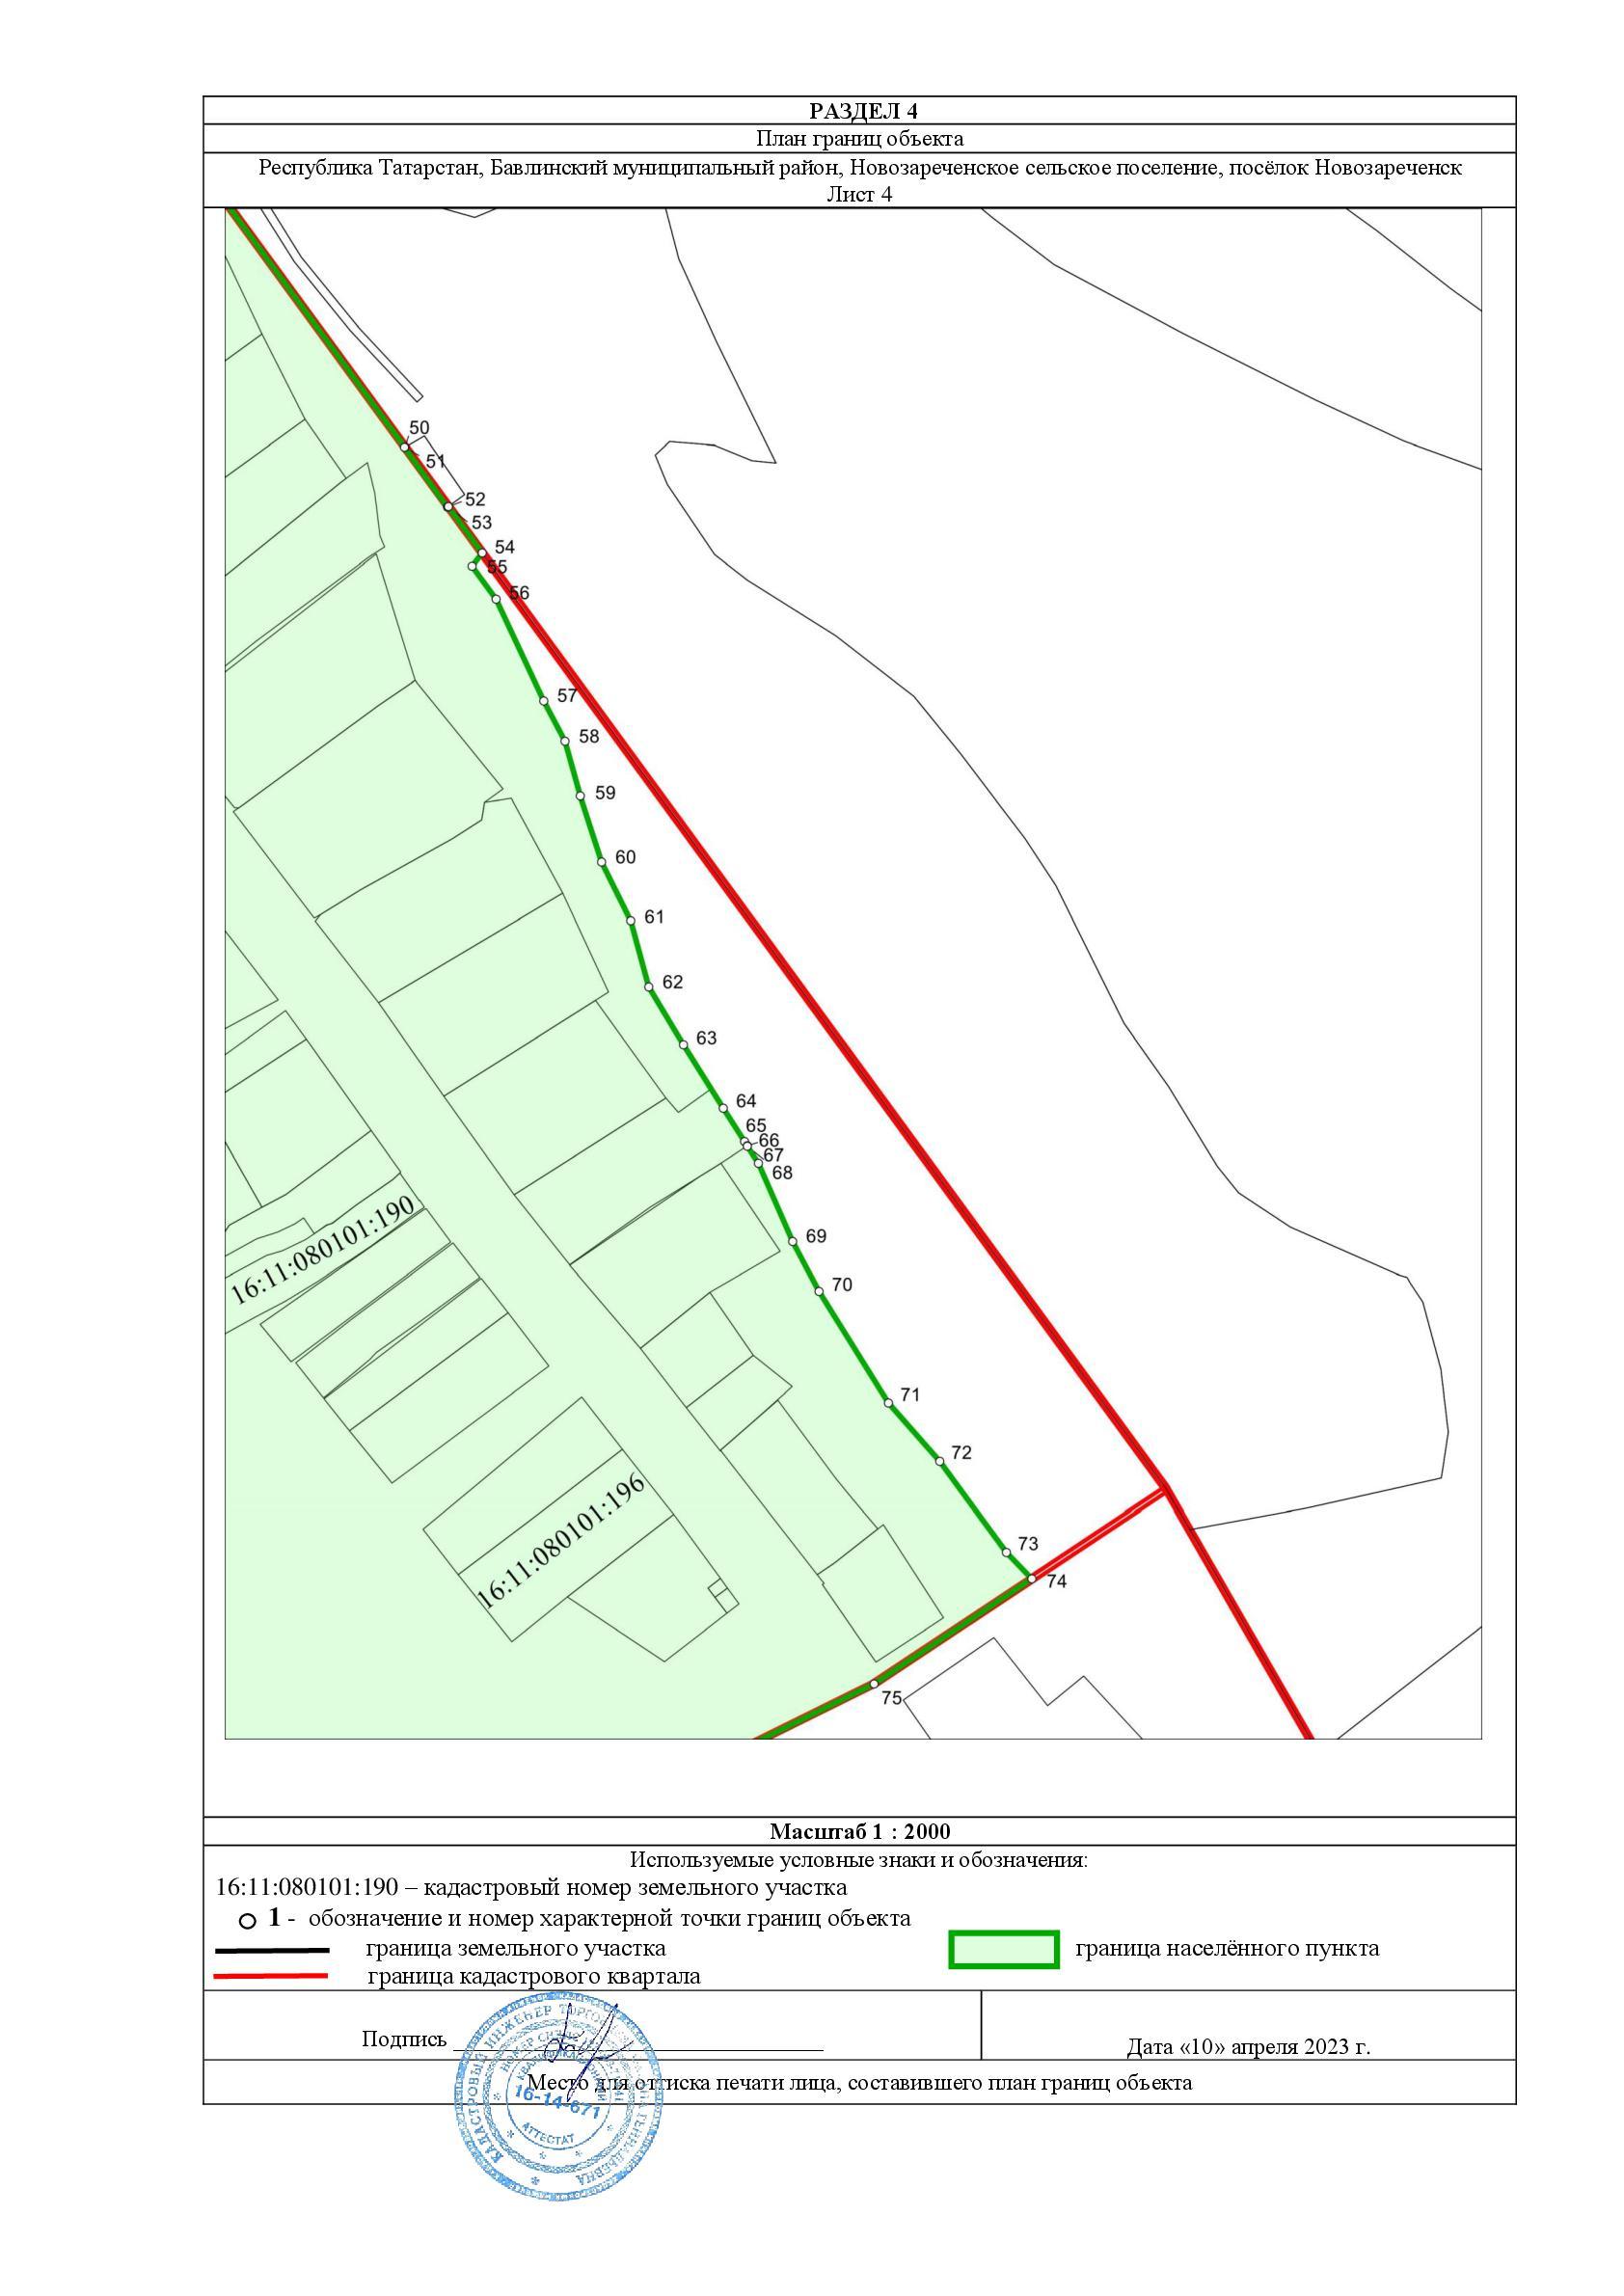 РАЗДЕЛ 4
План границ объекта
Республика Татарстан, Бавлинский муниципальный район, Новозареченское сельское поселение, посёлок Новозареченск
Лист 4
50
51
52
53
54
55
56
57
58
59
60
61
62
63
64
65
66
67
68
69
70
71
72
73
74
75
16:11:080101:190
16:11:080101:196
Масштаб 1 : 2000
Используемые условные знаки и обозначения:
16:11:080101:190 – кадастровый номер земельного участка
1 - обозначение и номер характерной точки границ объекта
граница земельного участка
граница населённого пункта
граница кадастрового квартала
Подпись
Дата «10» апреля 2023 г.
Место для оттиска печати лица, составившего план границ объекта
КАДАСТРОВЫЙ ИНЖЕНЕР
16-14-671
АТТЕСТАТ